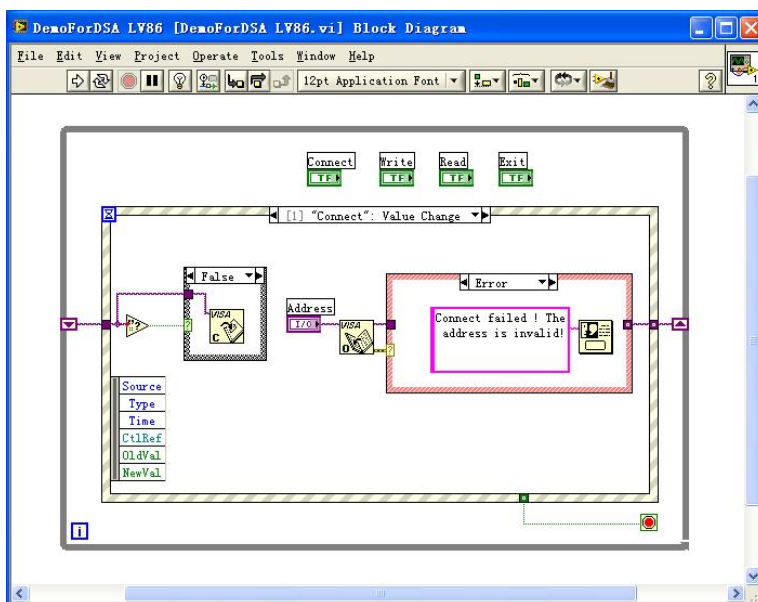 DemoForDSA LV86 [DemoForDSA LV86.vi] Block Diagram
File Edit View Project Operate Tools Window Help
12pt Application Font
?
1
Connect Write Read Exit
TF TF TF TF
[1] "Connect": Value Change
False
Error
Address
I/O
Connect failed ! The
address is invalid!
VISA
C
VISA
O
?
?
?
Source
Type
Time
CtlRef
OldVal
NewVal
i